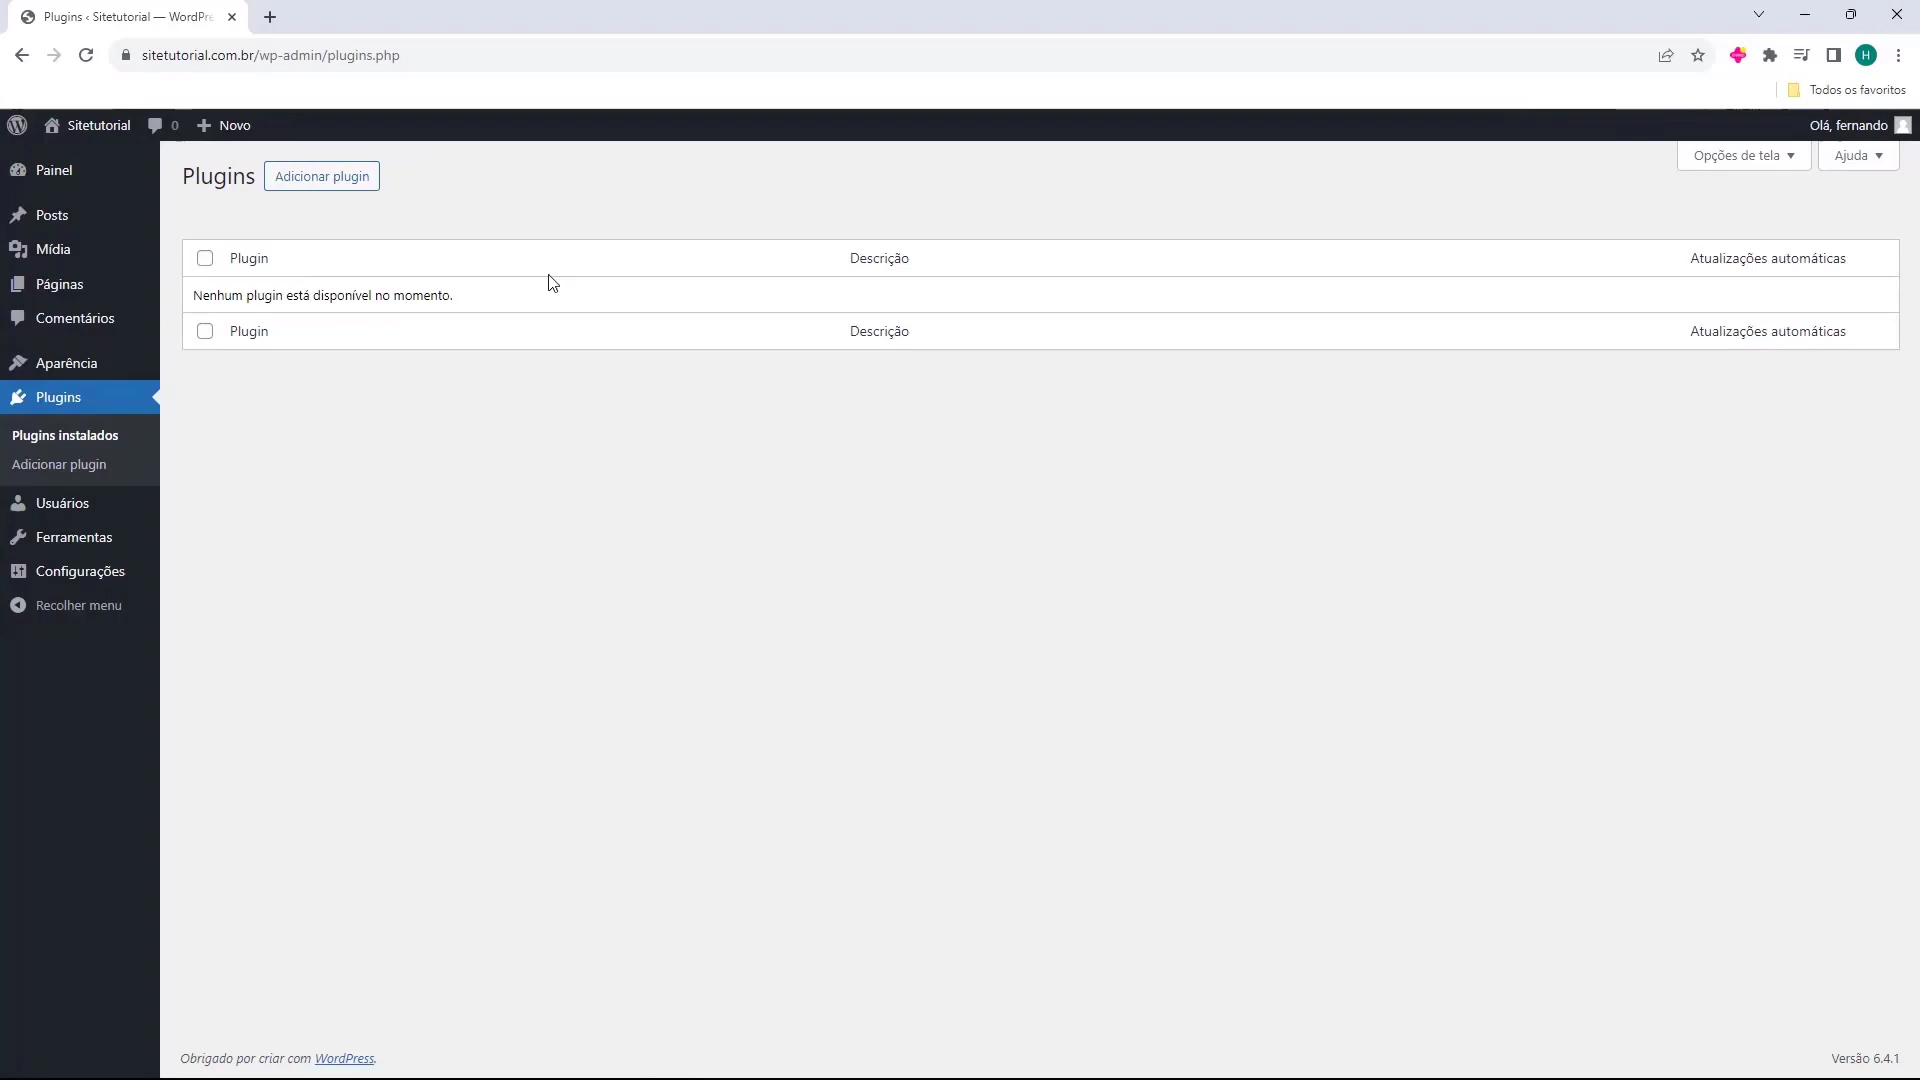 Plugins ‹ Sitetutorial — WordPre
sitetutorial.com.br/wp-admin/plugins.php
H
Todos os favoritos
Sitetutorial
0
Novo
Olá, fernando
Painel
Posts
Mídia
Páginas
Comentários
Aparência
Plugins
Plugins instalados
Adicionar plugin
Usuários
Ferramentas
Configurações
Recolher menu
Opções de tela
Ajuda
Plugins
Adicionar plugin
Plugin Descrição Atualizações automáticas
Nenhum plugin está disponível no momento.
Plugin Descrição Atualizações automáticas
Obrigado por criar com WordPress.
Versão 6.4.1